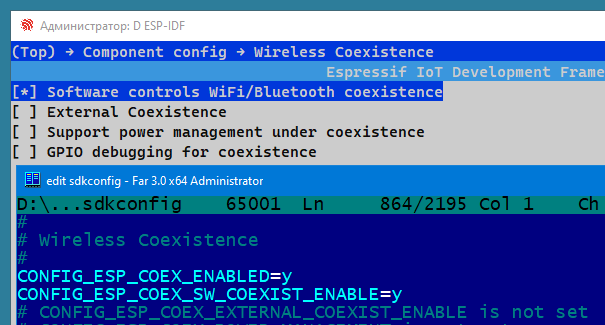 Администратор: D ESP-IDF
(Top) → Component config → Wireless Coexistence
Espressif IoT Development Frame
[*] Software controls WiFi/Bluetooth coexistence
[ ] External Coexistence
[ ] Support power management under coexistence
[ ] GPIO debugging for coexistence
edit sdkconfig - Far 3.0 x64 Administrator
D:\...sdkconfig 65001 Ln 864/2195 Col 1 Ch
#
# Wireless Coexistence
#
CONFIG_ESP_COEX_ENABLED=y
CONFIG_ESP_COEX_SW_COEXIST_ENABLE=y
# CONFIG_ESP_COEX_EXTERNAL_COEXIST_ENABLE is not set